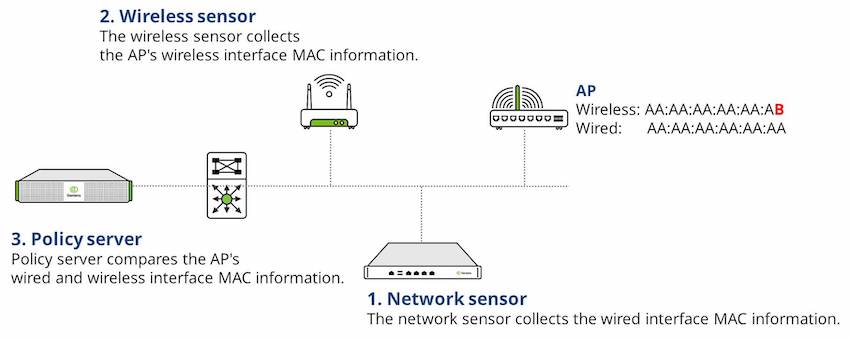 2. Wireless sensor
The wireless sensor collects
the AP's wireless interface MAC information.
AP
Wireless: AA:AA:AA:AA:AA:AB
Wired: AA:AA:AA:AA:AA:AA
3. Policy server
Policy server compares the AP's
wired and wireless interface MAC information.
1. Network sensor
The network sensor collects the wired interface MAC information.